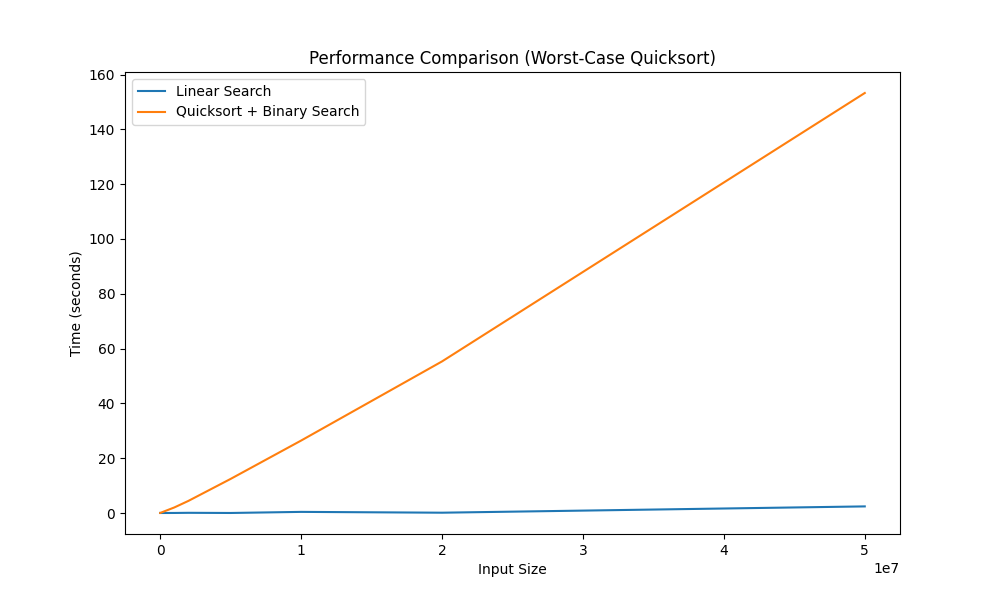 Performance Comparison (Worst-Case Quicksort)
Linear Search
Quicksort + Binary Search
160
140
120
100
80
60
40
20
0
Time (seconds)
0 1 2 3 4 5
1e7
Input Size